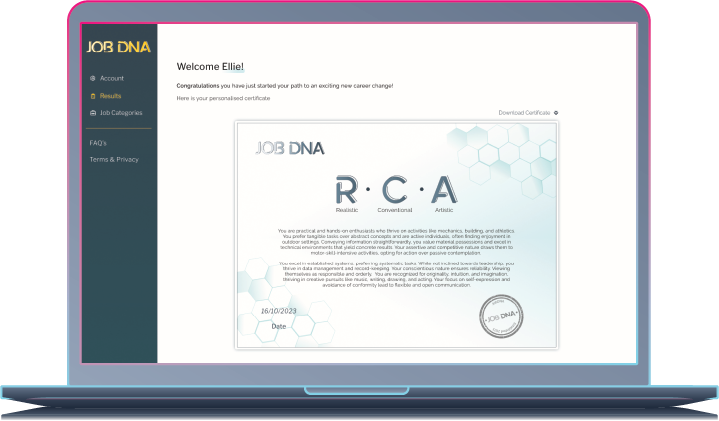 JOB DNA
Account
Results
Job Categories
FAQ's
Terms & Privacy
Welcome Ellie!
Congratulations you have just started your path to an exciting new career change!
Here is your personalised certificate
Download Certificate
JOB DNA
R · C · A
Realistic Conventional Artistic
You are practical and hands-on enthusiasts who thrive on activities like mechanics, building, and athletics.
You prefer tangible tasks over abstract concepts and are active individuals, often finding enjoyment in
outdoor settings. Conveying information straightforwardly, you value material possessions and excel in
technical environments that yield concrete results. Your assertive and competitive nature draws them to
motor-skill-intensive activities, opting for action over passive contemplation.
You excel in established systems, preferring systematic tasks. While not inclined towards leadership, you
thrive in data management and record-keeping. Your conscientious nature ensures reliability. Viewing
themselves as responsible and orderly. You are recognised for originality, intuition, and imagination,
thriving in creative pursuits like music, writing, drawing, and acting. Your focus on self-expression and
avoidance of conformity lead to flexible and open communication.
16/10/2023
Date
JOB DNA